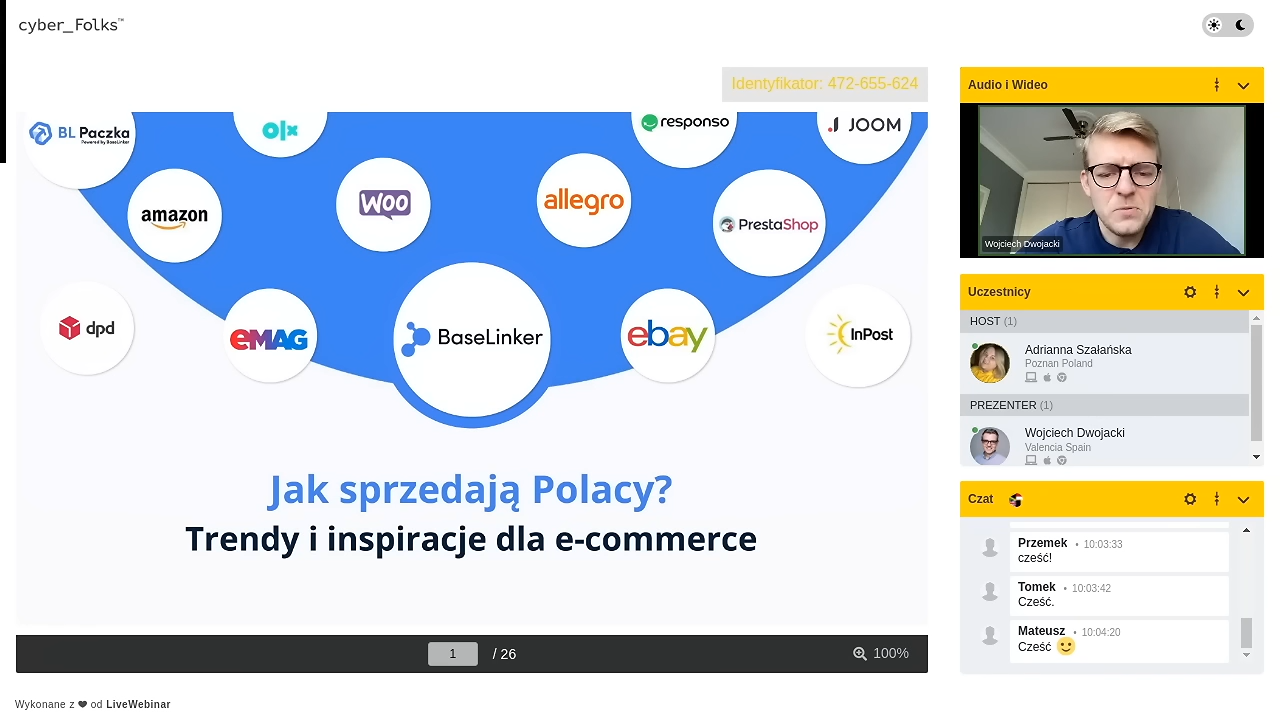 cyber_Folks™
Identyfikator: 472-655-624
BL Paczka
Powered by BaseLinker
olx
responso
JOOM
amazon
WOO
allegro
PrestaShop
dpd
eMAG
BaseLinker
ebay
InPost
Jak sprzedają Polacy?
Trendy i inspiracje dla e-commerce
1 / 26
100%
Wykonane z ❤ od LiveWebinar
Audio i Wideo
Wojciech Dwojacki
Uczestnicy
HOST (1)
Adrianna Szałańska
Poznan Poland
PREZENTER (1)
Wojciech Dwojacki
Valencia Spain
Czat
Przemek • 10:03:33
cześć!
Tomek • 10:03:42
Cześć.
Mateusz • 10:04:20
Cześć 🙂